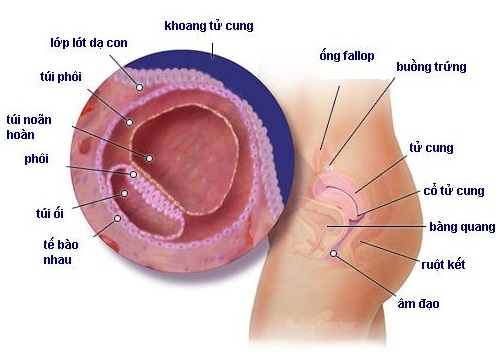 khoang tử cung
lớp lót dạ con
túi phôi
túi noãn
hoàn
phôi
túi ối
tế bào
nhau
ống fallop
buồng trứng
tử cung
cổ tử cung
bàng quang
ruột kết
âm đạo